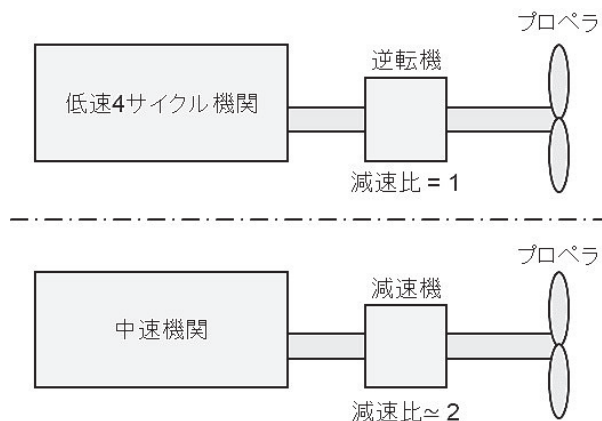 プロペラ
逆転機
低速4サイクル機関
減速比 = 1
プロペラ
減速機
中速機関
減速比≃ 2